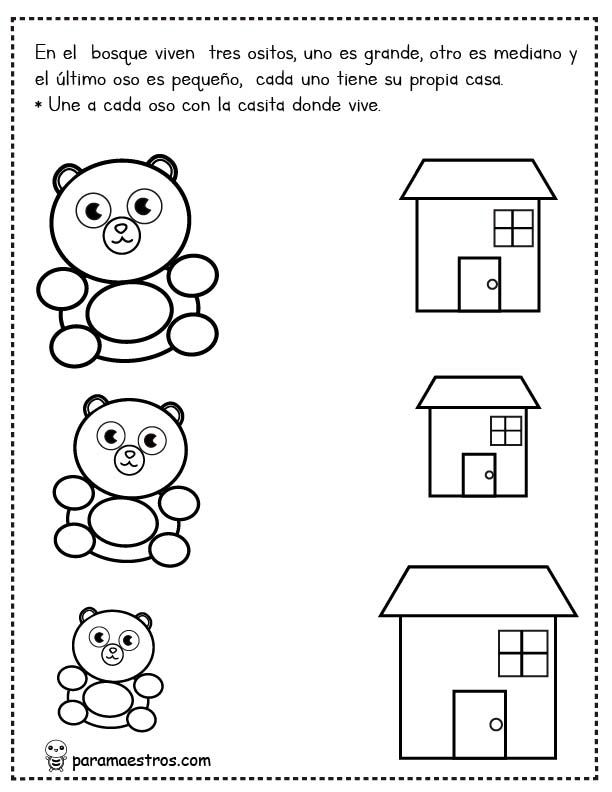 En el bosque viven tres ositos, uno es grande, otro es mediano y
el último oso es pequeño, cada uno tiene su propia casa.
* Une a cada oso con la casita donde vive.
paramaestros.com